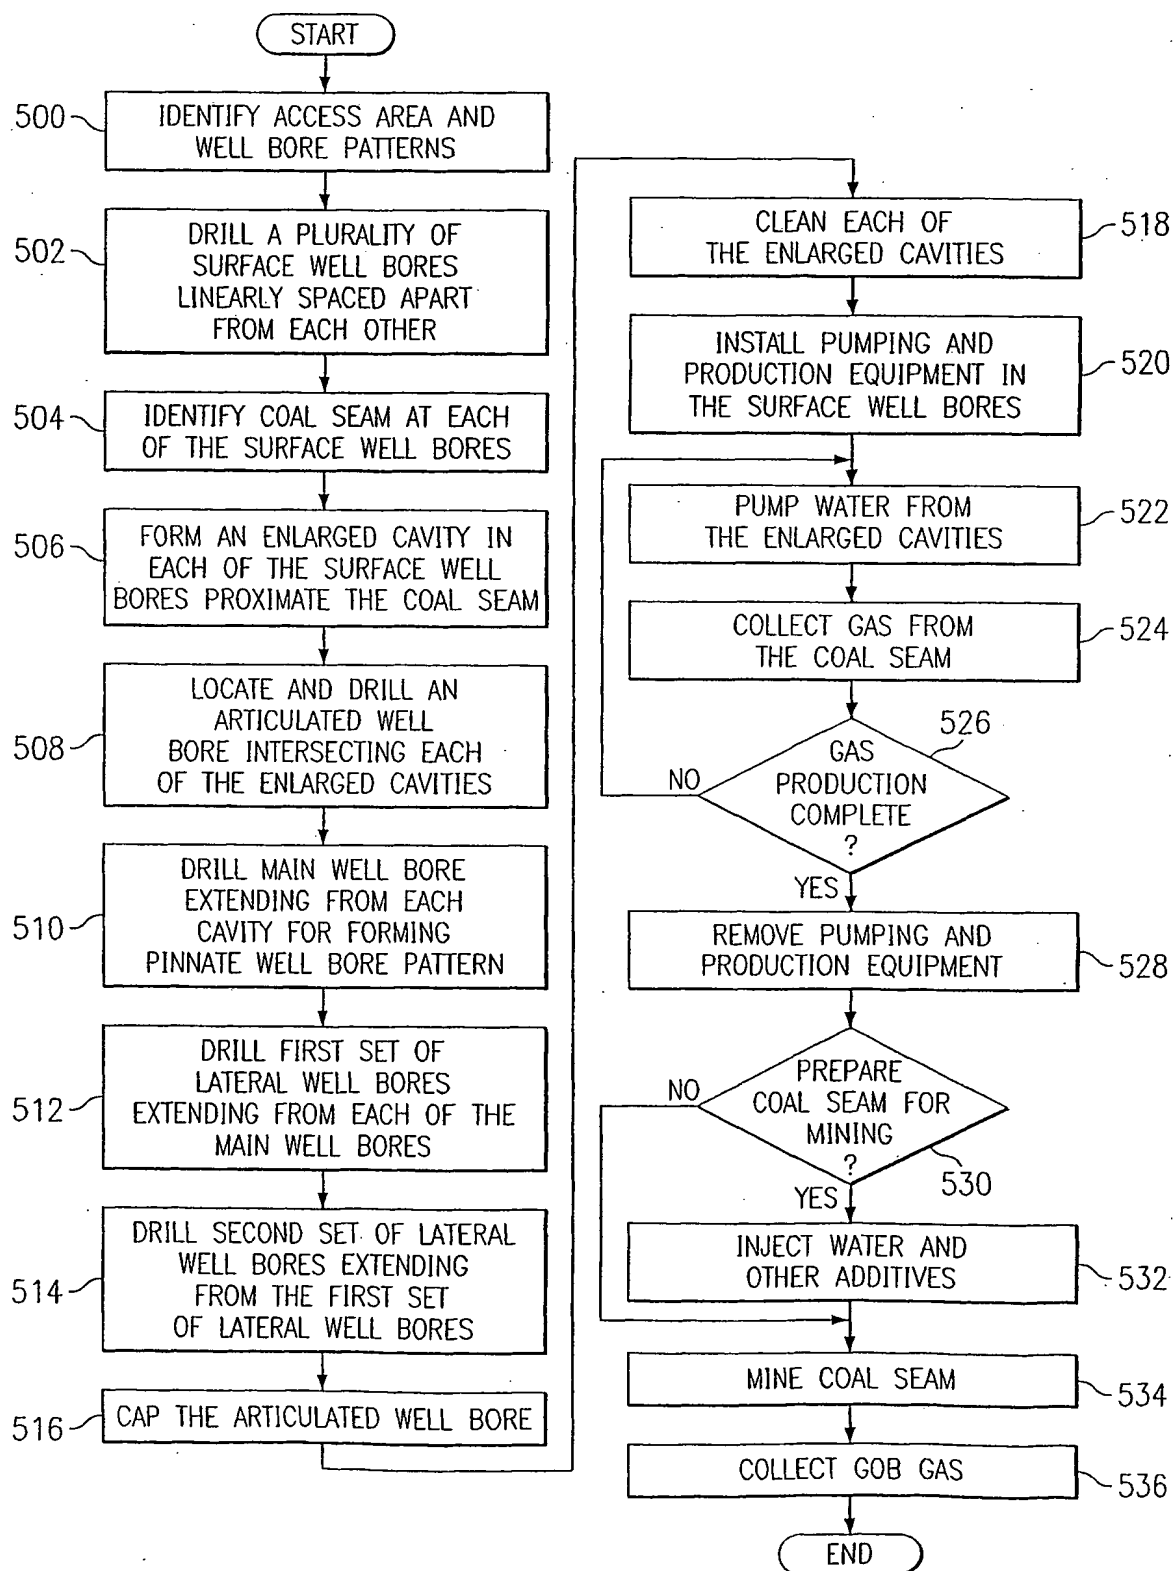 START
500
IDENTIFY ACCESS AREA AND
WELL BORE PATTERNS
502
DRILL A PLURALITY OF
SURFACE WELL BORES
LINEARLY SPACED APART
FROM EACH OTHER
504
IDENTIFY COAL SEAM AT EACH
OF THE SURFACE WELL BORES
506
FORM AN ENLARGED CAVITY IN
EACH OF THE SURFACE WELL
BORES PROXIMATE THE COAL SEAM
508
LOCATE AND DRILL AN
ARTICULATED WELL
BORE INTERSECTING EACH
OF THE ENLARGED CAVITIES
510
DRILL MAIN WELL BORE
EXTENDING FROM EACH
CAVITY FOR FORMING
PINNATE WELL BORE PATTERN
512
DRILL FIRST SET OF
LATERAL WELL BORES
EXTENDING FROM EACH OF THE
MAIN WELL BORES
514
DRILL SECOND SET OF LATERAL
WELL BORES EXTENDING
FROM THE FIRST SET
OF LATERAL WELL BORES
516
CAP THE ARTICULATED WELL BORE
CLEAN EACH OF
THE ENLARGED CAVITIES
518
INSTALL PUMPING AND
PRODUCTION EQUIPMENT IN
THE SURFACE WELL BORES
520
PUMP WATER FROM
THE ENLARGED CAVITIES
522
COLLECT GAS FROM
THE COAL SEAM
524
526
GAS
PRODUCTION
COMPLETE
?
NO
YES
REMOVE PUMPING AND
PRODUCTION EQUIPMENT
528
PREPARE
COAL SEAM FOR
MINING
?
NO
530
YES
INJECT WATER AND
OTHER ADDITIVES
532
MINE COAL SEAM
534
COLLECT GOB GAS
536
END